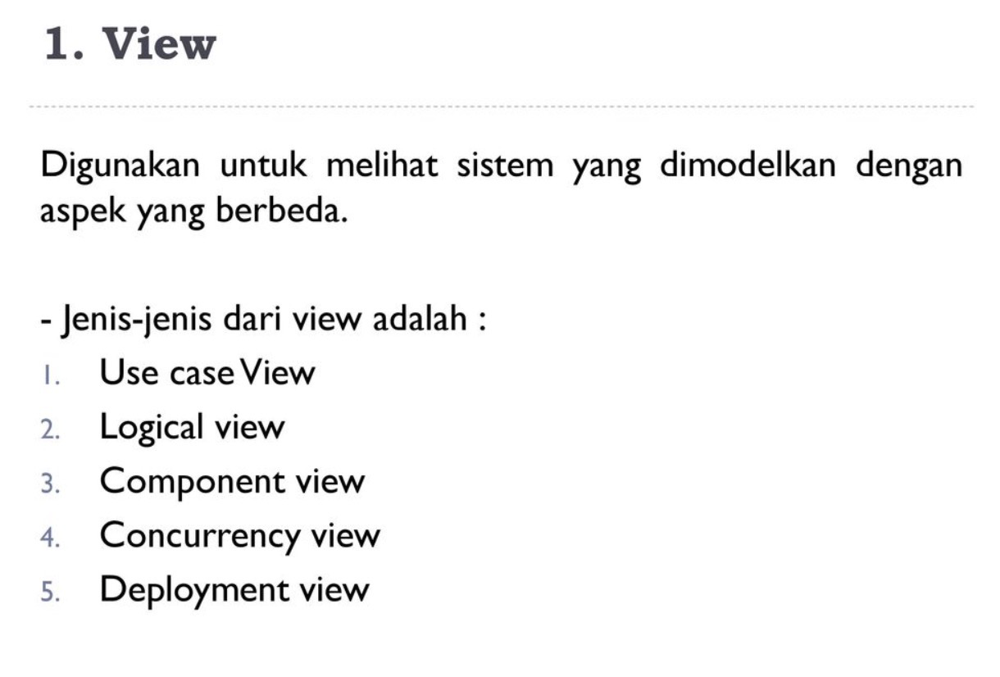 1. View
Digunakan untuk melihat sistem yang dimodelkan dengan
aspek yang berbeda.
- Jenis-jenis dari view adalah :
1. Use case View
2. Logical view
3. Component view
4. Concurrency view
5. Deployment view